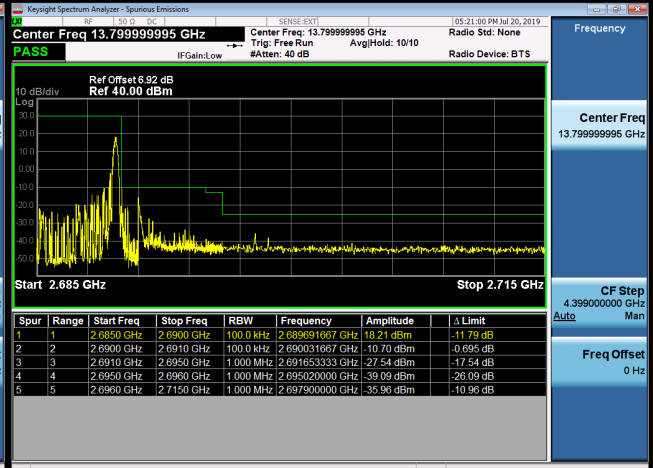 Keysight Spectrum Analyzer - Spurious Emissions
RF 50 Ω DC SENSE:EXT 05:21:00 PM Jul 20, 2019
Center Freq 13.799999995 GHz
PASS
IFGain:Low
Center Freq: 13.799999995 GHz
Trig: Free Run Avg|Hold: 10/10
#Atten: 40 dB
Radio Std: None
Radio Device: BTS
Ref Offset 6.92 dB
10 dB/div Ref 40.00 dBm
Log
30.0
20.0
10.0
0.00
-10.0
-20.0
-30.0
-40.0
-50.0
Start 2.685 GHz Stop 2.715 GHz
Spur Range Start Freq Stop Freq RBW Frequency Amplitude Δ Limit
1 1 2.6850 GHz 2.6900 GHz 100.0 kHz 2.689691667 GHz 18.21 dBm -11.79 dB
2 2 2.6900 GHz 2.6910 GHz 100.0 kHz 2.690031667 GHz -10.70 dBm -0.695 dB
3 3 2.6910 GHz 2.6950 GHz 1.000 MHz 2.691653333 GHz -27.54 dBm -17.54 dB
4 4 2.6950 GHz 2.6960 GHz 1.000 MHz 2.695020000 GHz -39.09 dBm -26.09 dB
5 5 2.6960 GHz 2.7150 GHz 1.000 MHz 2.697900000 GHz -35.96 dBm -10.96 dB
Frequency
Center Freq
13.799999995 GHz
CF Step
4.399000000 GHz
Auto Man
Freq Offset
0 Hz